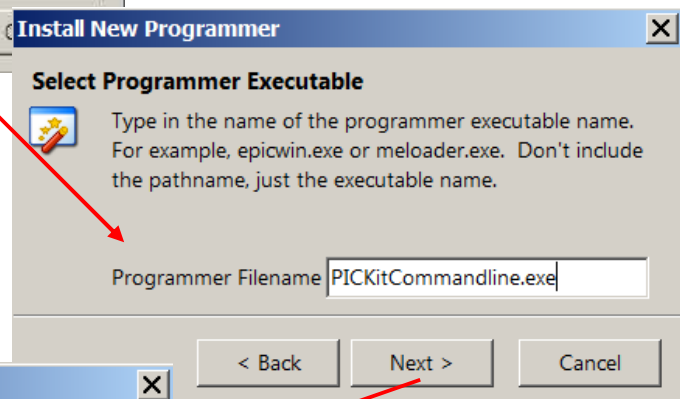 Install New Programmer
Select Programmer Executable
Type in the name of the programmer executable name.
For example, epicwin.exe or meloader.exe.  Don't include
the pathname, just the executable name.
Programmer Filename PICKitCommandline.exe
< Back Next > Cancel